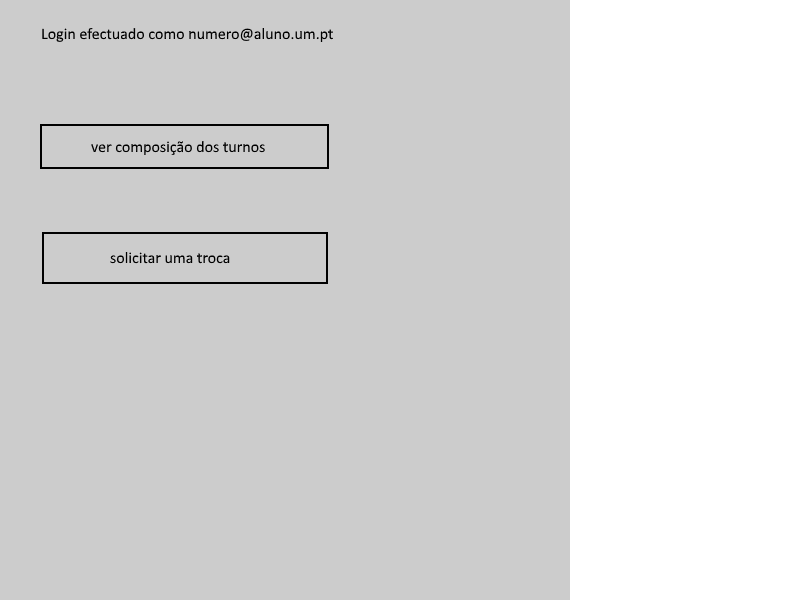 Login efectuado como numero@aluno.um.pt
ver composição dos turnos
solicitar uma troca